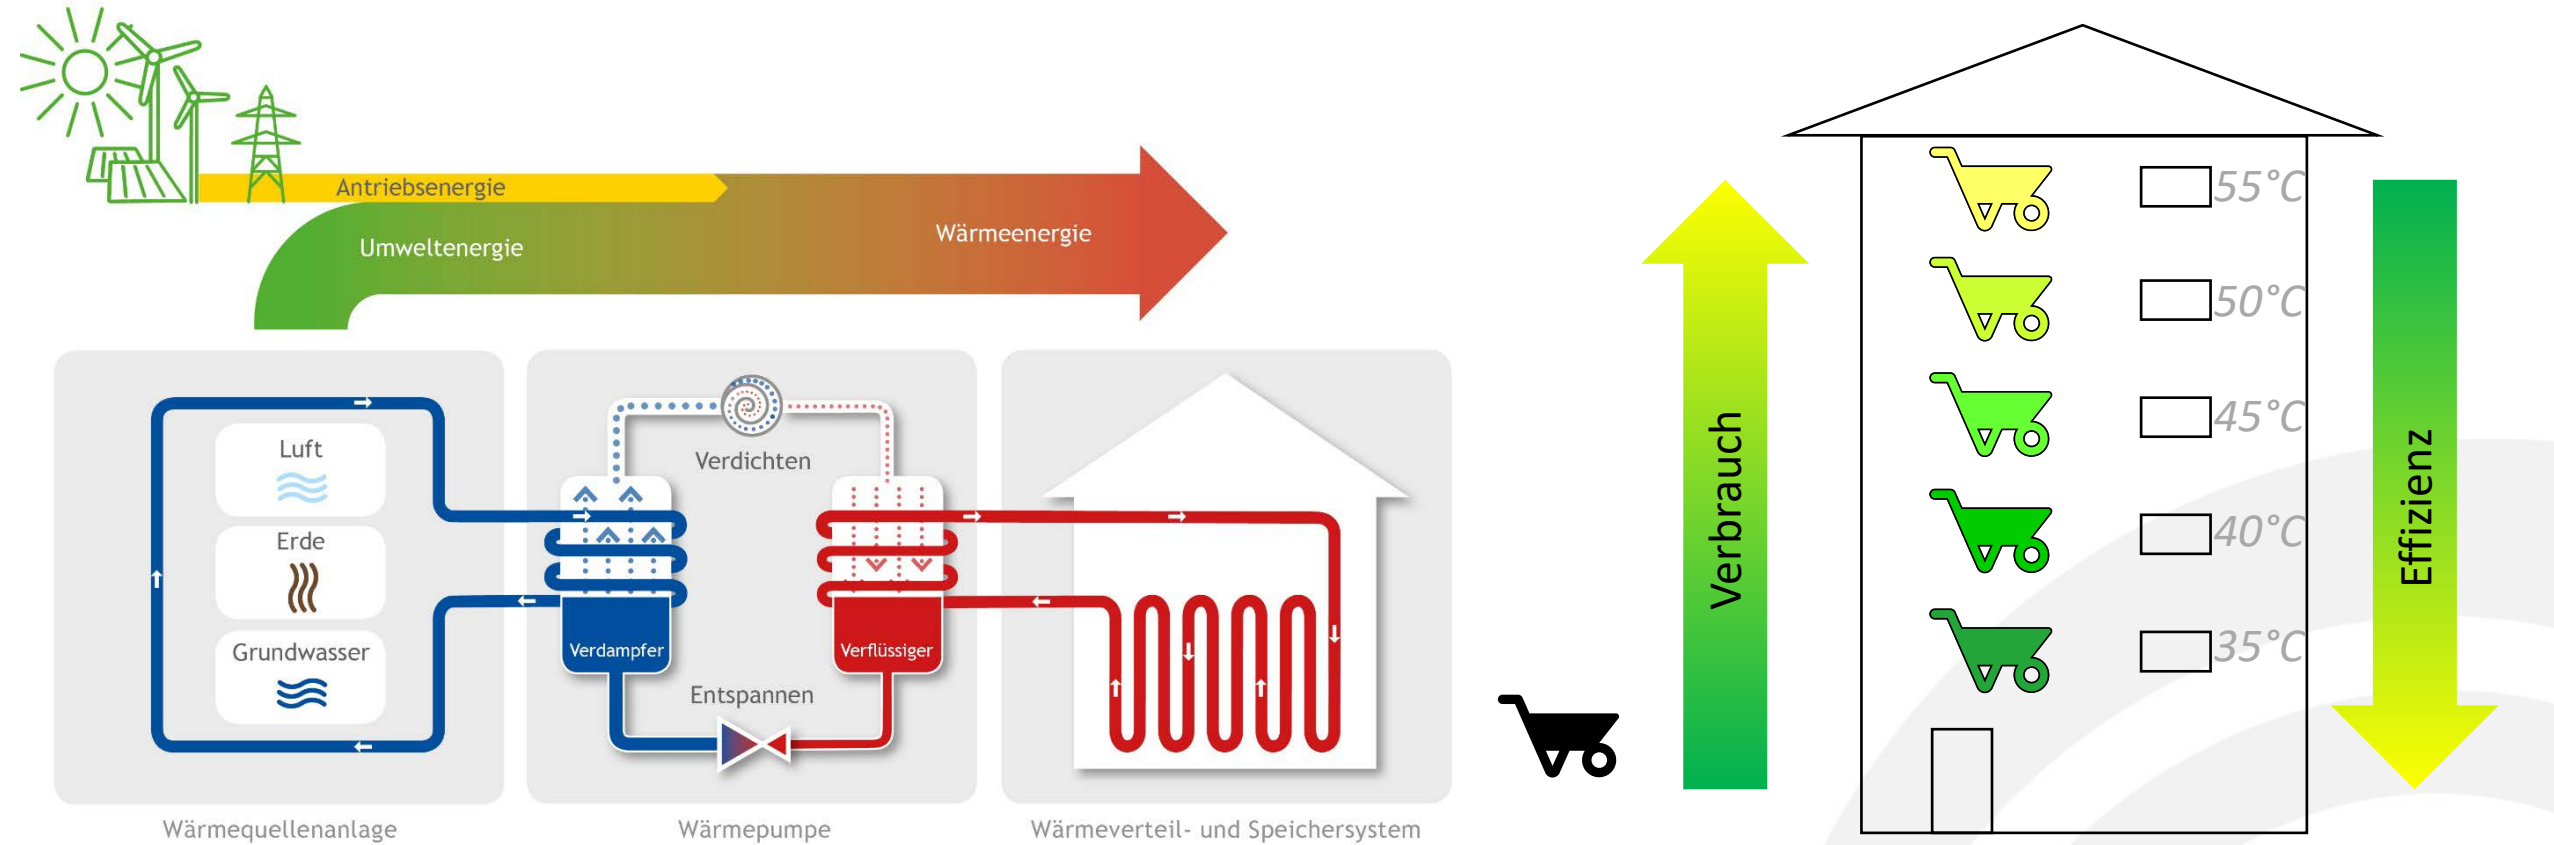 Antriebsenergie
Umweltenergie
Wärmeenergie
Luft
Erde
Grundwasser
Verdichten
Verdampfer
Verflüssiger
Entspannen
Wärmequellenanlage
Wärmepumpe
Wärmeverteil- und Speichersystem
Verbrauch
55°C
50°C
45°C
40°C
35°C
Effizienz